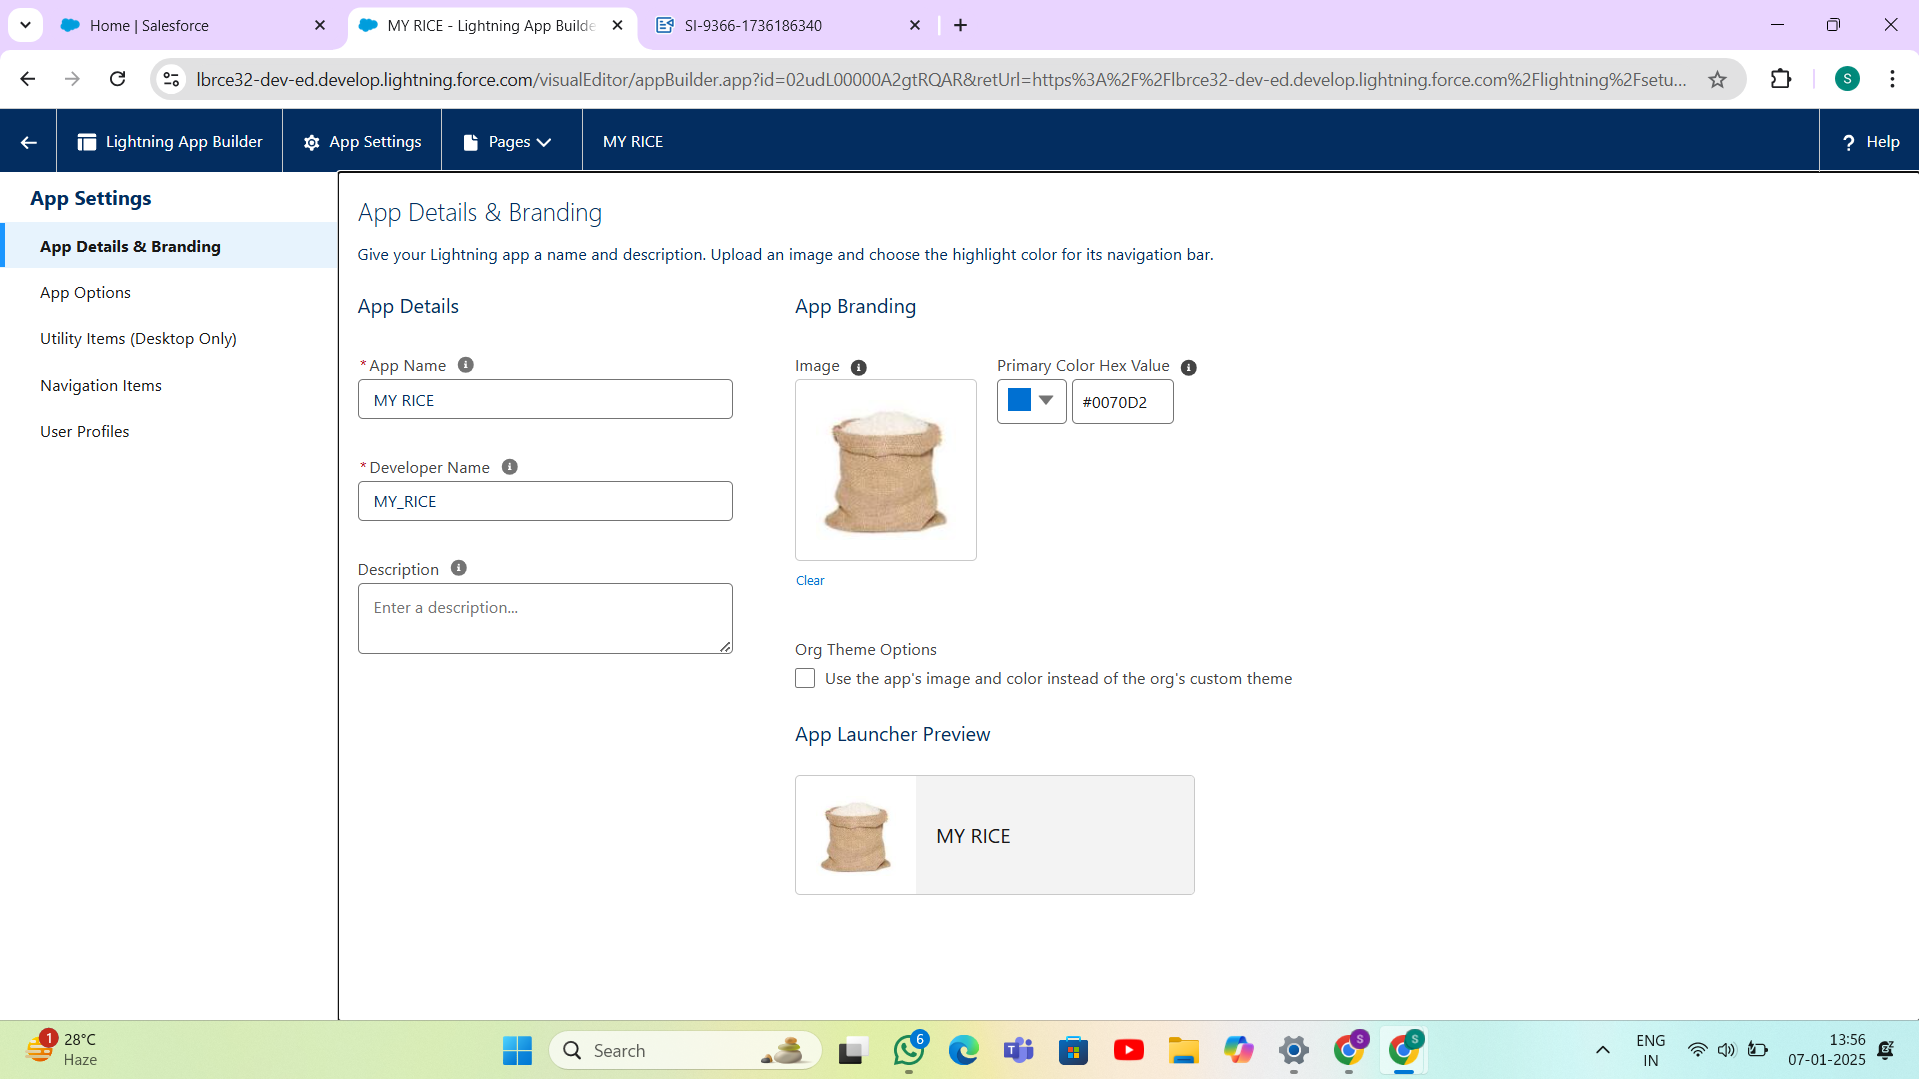 Home | Salesforce
MY RICE - Lightning App Builde
SI-9366-1736186340
lbrce32-dev-ed.develop.lightning.force.com/visualEditor/appBuilder.app?id=02udL00000A2gtRQAR&retUrl=https%3A%2F%2Flbrce32-dev-ed.develop.lightning.force.com%2Flightning%2Fsetu...
S
Lightning App Builder
App Settings
Pages
MY RICE
? Help
App Settings
App Details & Branding
App Options
Utility Items (Desktop Only)
Navigation Items
User Profiles
App Details & Branding
Give your Lightning app a name and description. Upload an image and choose the highlight color for its navigation bar.
App Details
*App Name
MY RICE
*Developer Name
MY_RICE
Description
Enter a description...
App Branding
Image
Clear
Primary Color Hex Value
#0070D2
Org Theme Options
Use the app's image and color instead of the org's custom theme
App Launcher Preview
MY RICE
1
28°C
Haze
Search
6
S
S
ENG
IN
13:56
07-01-2025